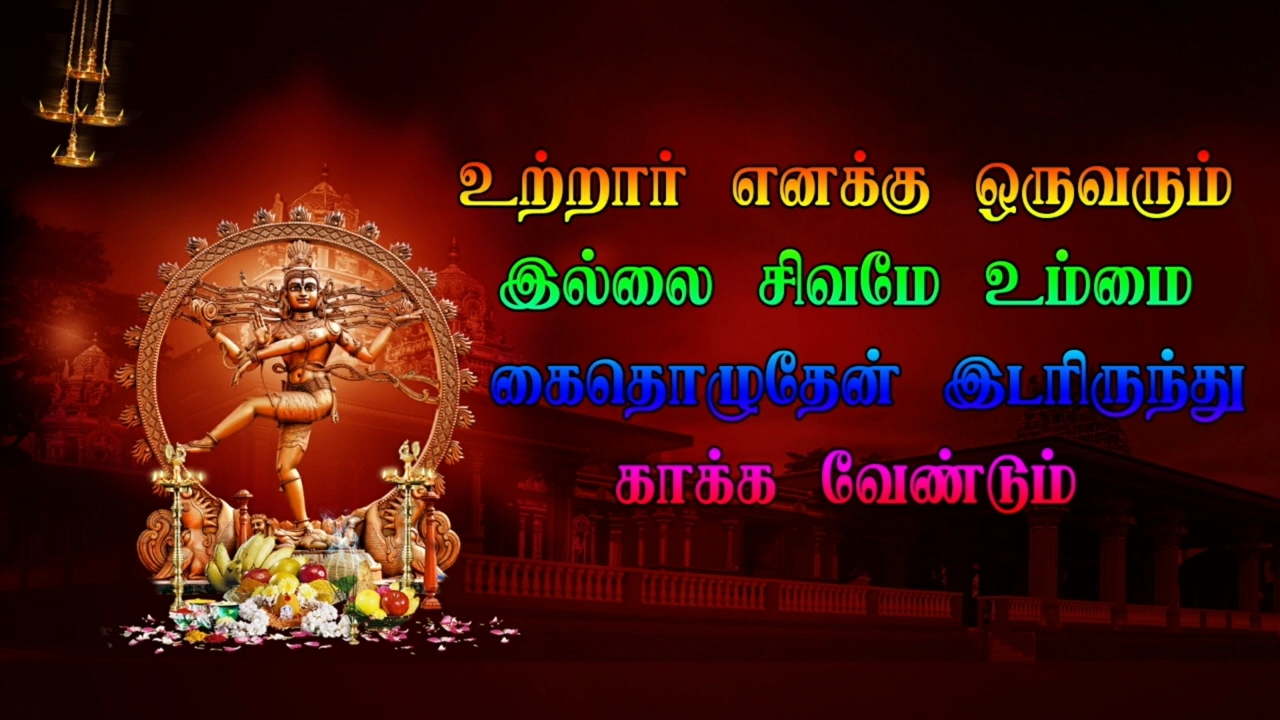 உற்றார் எனக்கு ஒருவரும்
இல்லை சிவமே உம்மை
கைதொழுதேன் இடரிருந்து
காக்க வேண்டும்